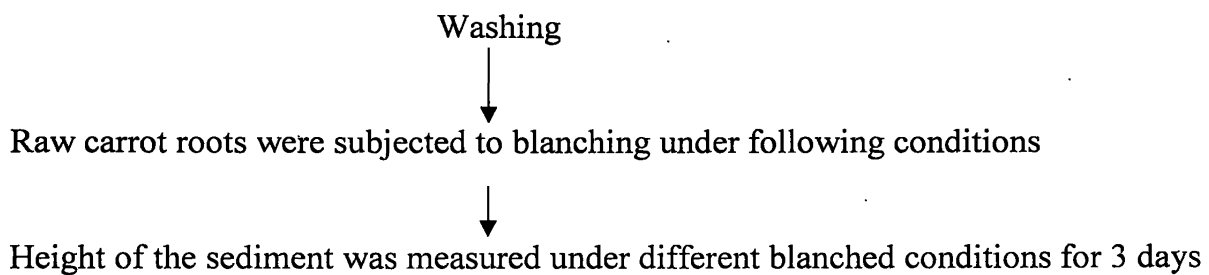 Washing
Raw carrot roots were subjected to blanching under following conditions
Height of the sediment was measured under different blanched conditions for 3 days